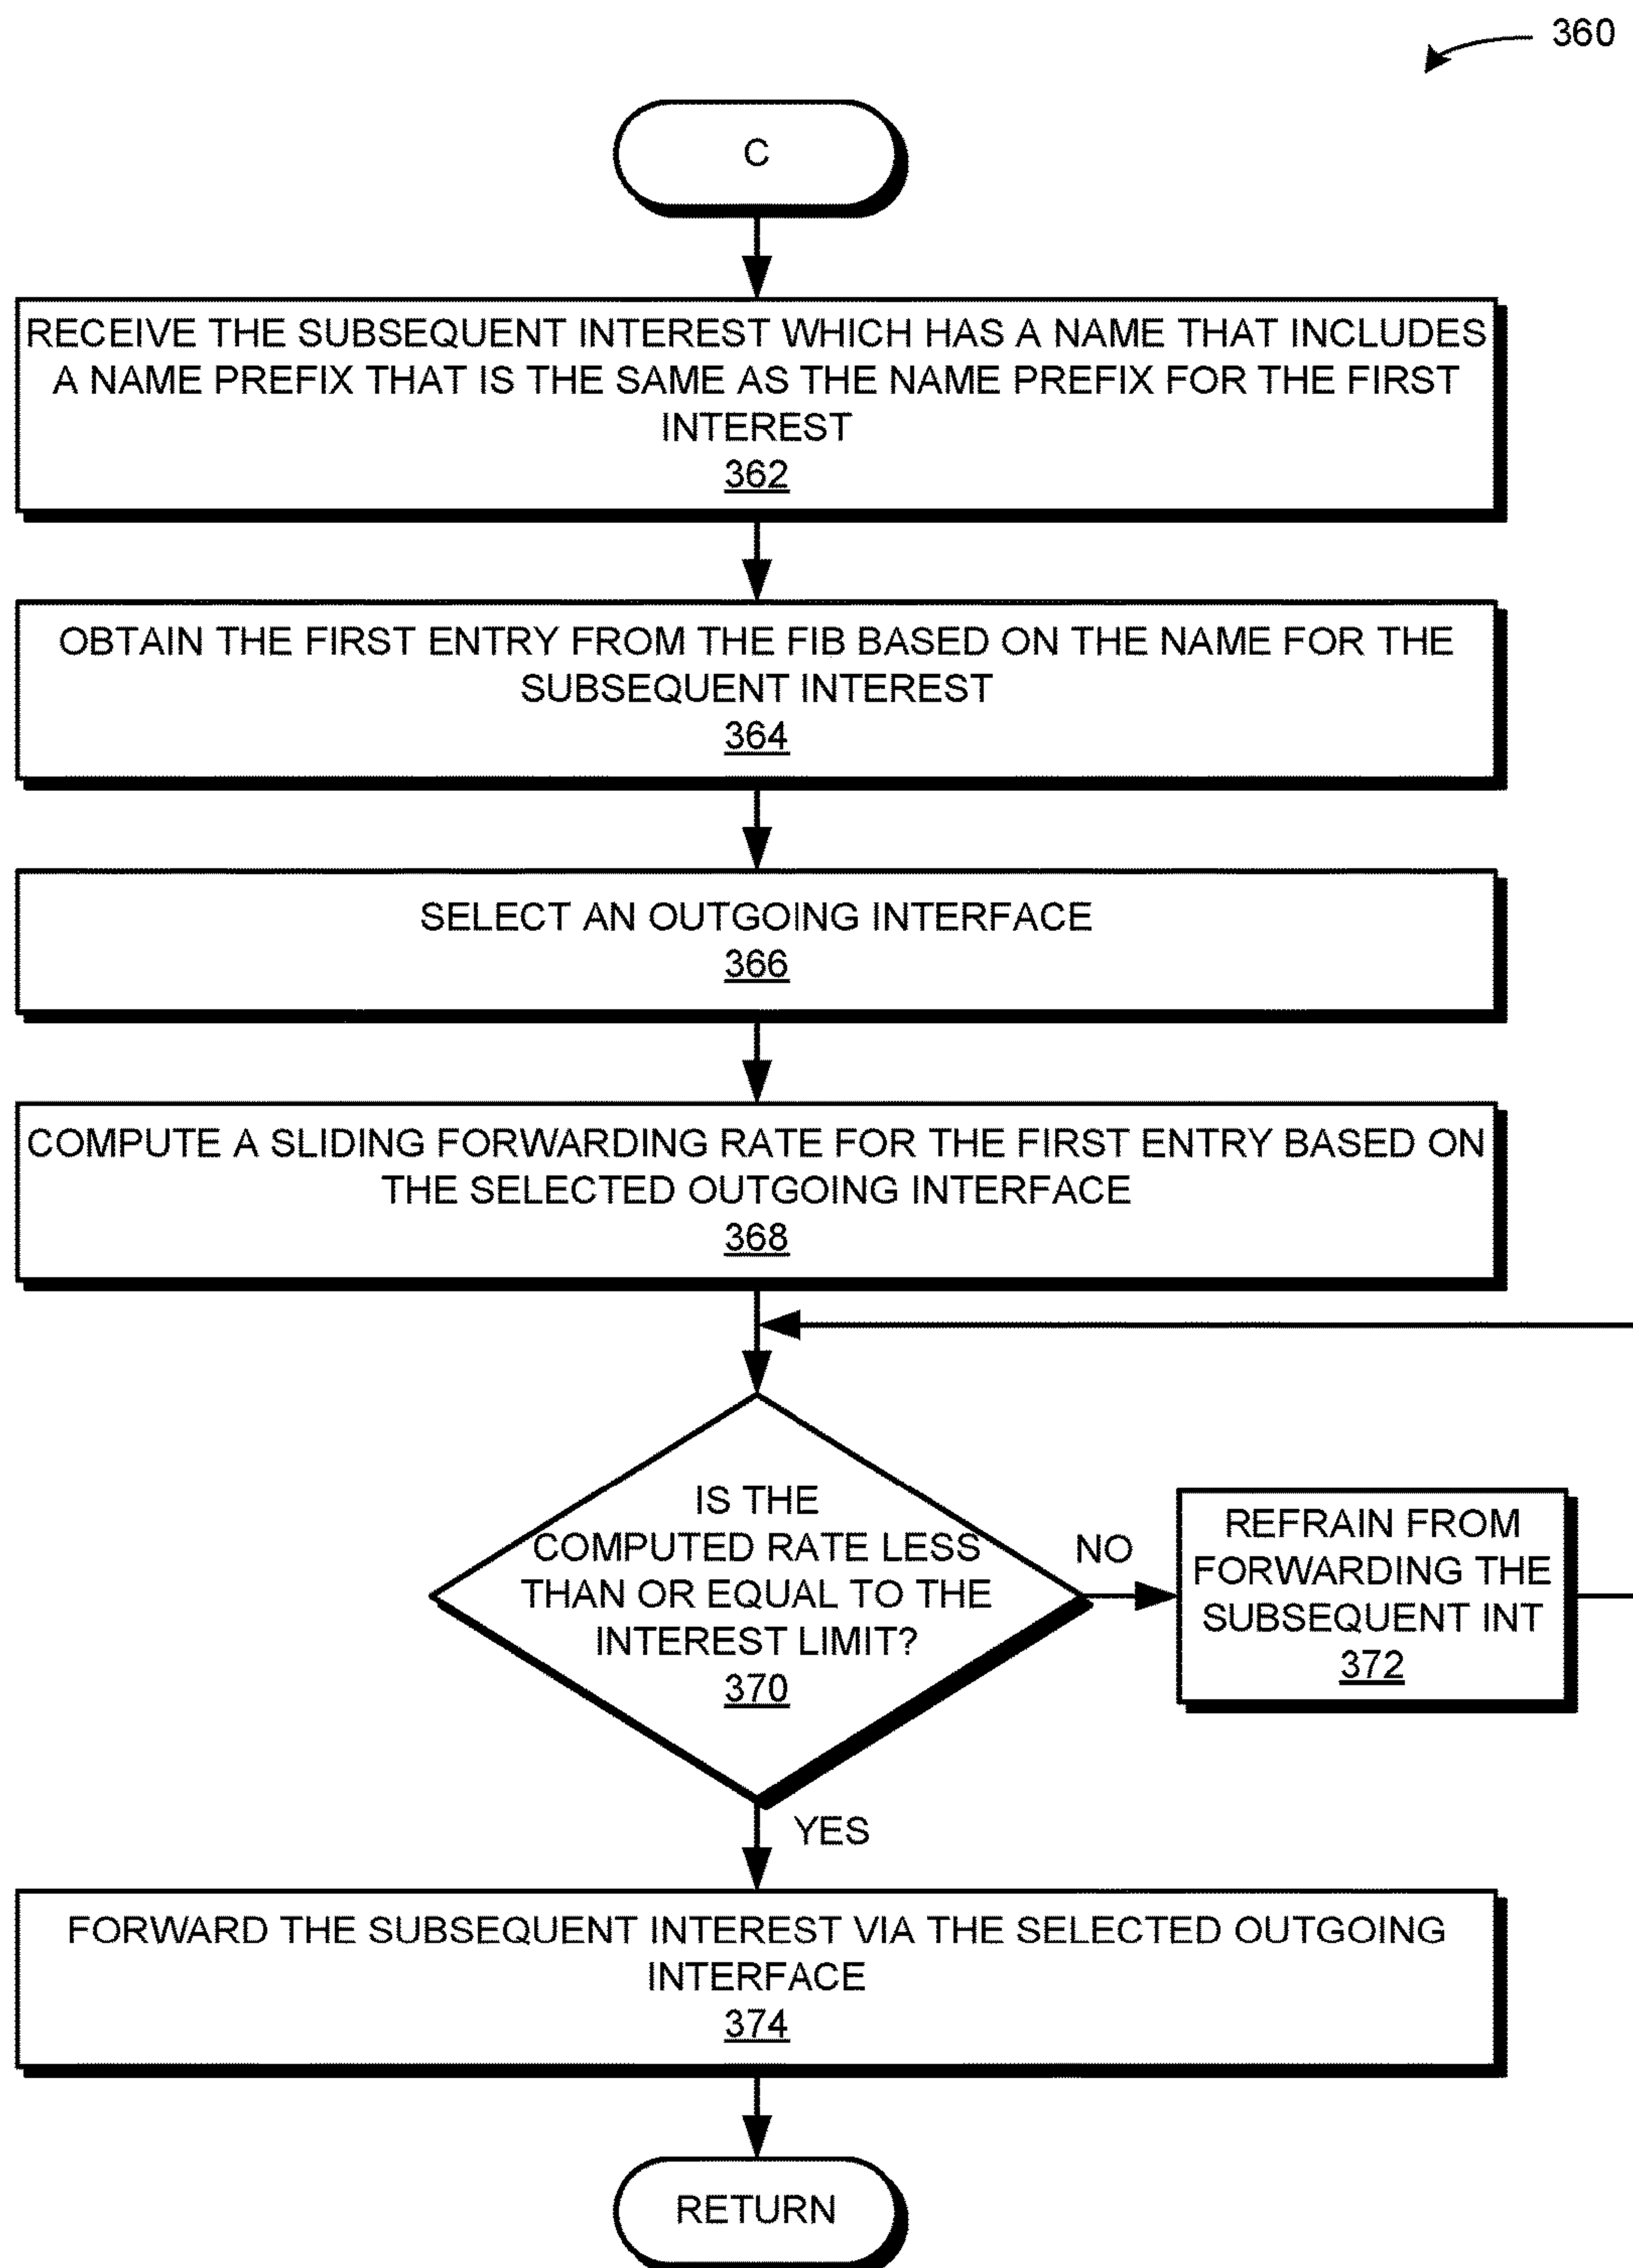 360
C
RECEIVE THE SUBSEQUENT INTEREST WHICH HAS A NAME THAT INCLUDES
A NAME PREFIX THAT IS THE SAME AS THE NAME PREFIX FOR THE FIRST
INTEREST
362
OBTAIN THE FIRST ENTRY FROM THE FIB BASED ON THE NAME FOR THE
SUBSEQUENT INTEREST
364
SELECT AN OUTGOING INTERFACE
366
COMPUTE A SLIDING FORWARDING RATE FOR THE FIRST ENTRY BASED ON
THE SELECTED OUTGOING INTERFACE
368
IS THE
COMPUTED RATE LESS
THAN OR EQUAL TO THE
INTEREST LIMIT?
370
NO
REFRAIN FROM
FORWARDING THE
SUBSEQUENT INT
372
YES
FORWARD THE SUBSEQUENT INTEREST VIA THE SELECTED OUTGOING
INTERFACE
374
RETURN